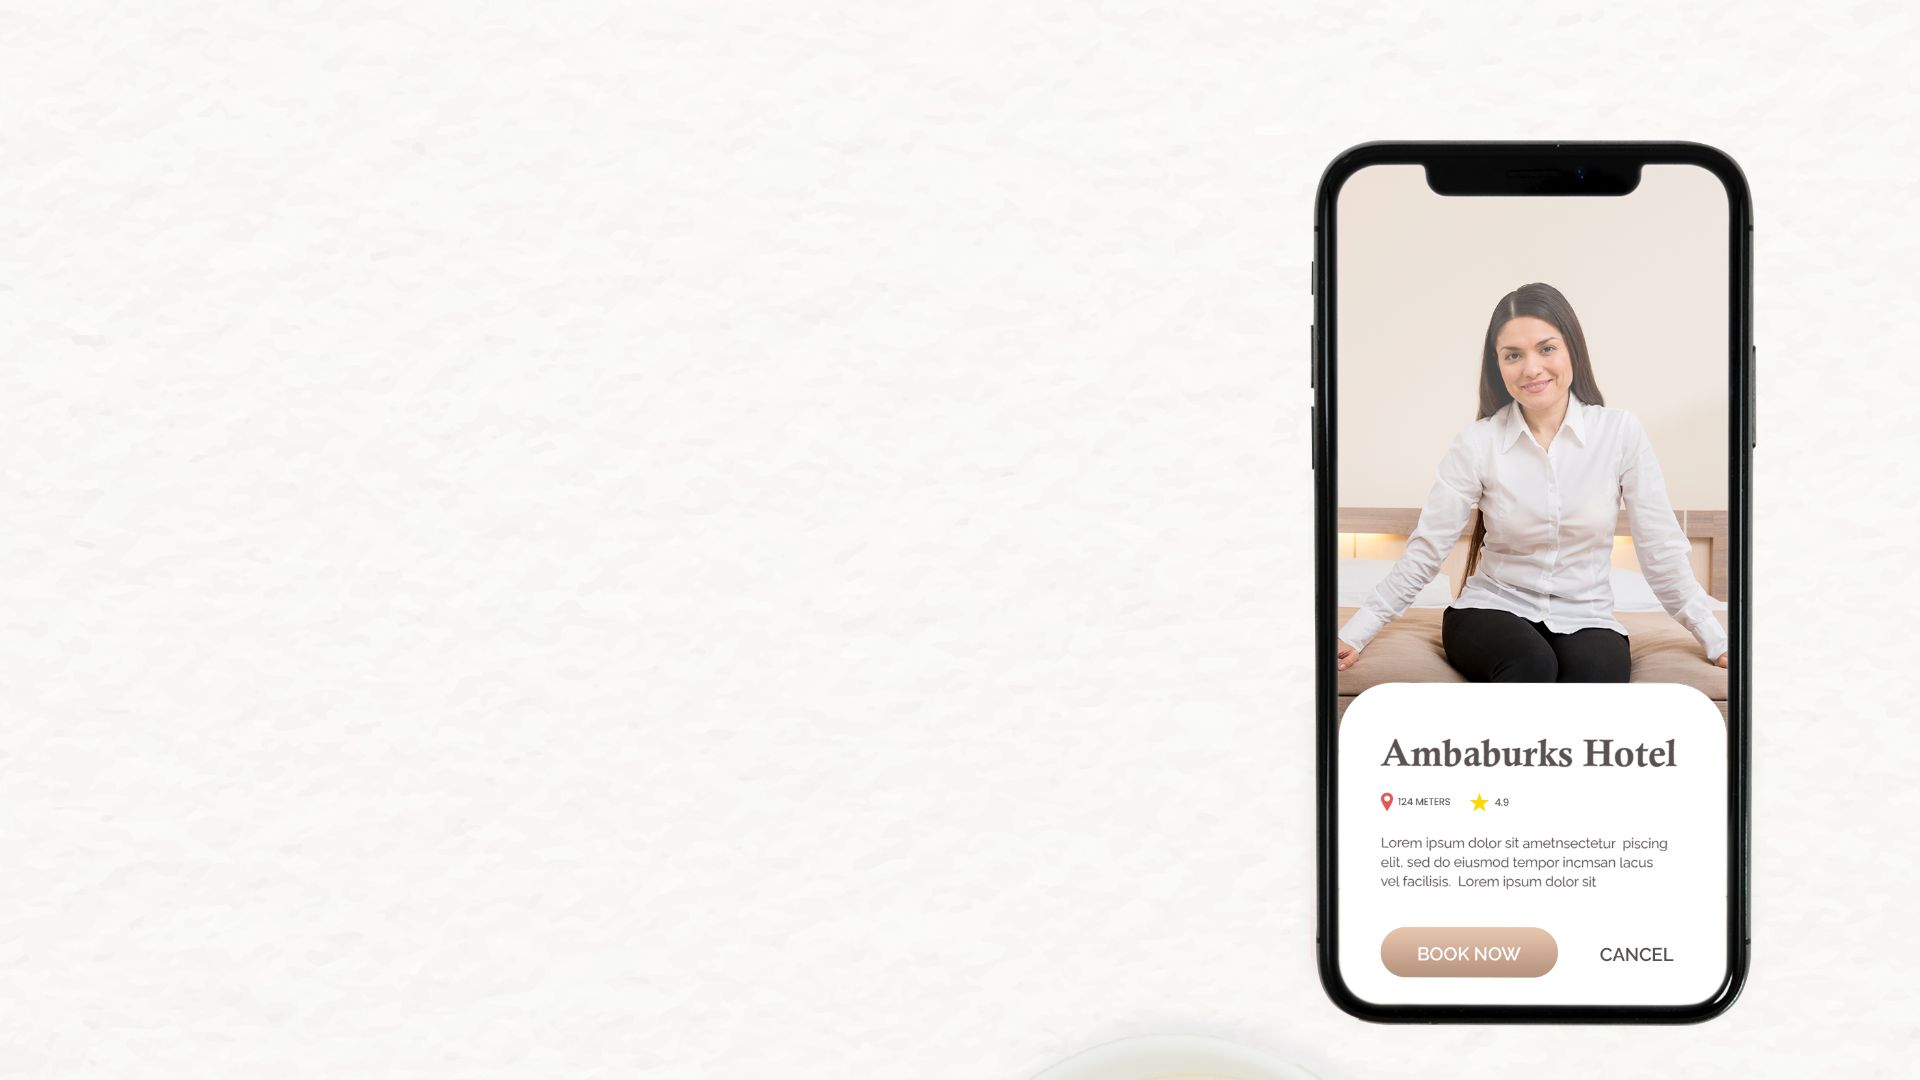 Ambaburks Hotel
124 METERS 4.9
Lorem ipsum dolor sit ametnsectetur piscing
elit, sed do eiusmod tempor incmsan lacus
vel facilisis. Lorem ipsum dolor sit
BOOK NOW CANCEL